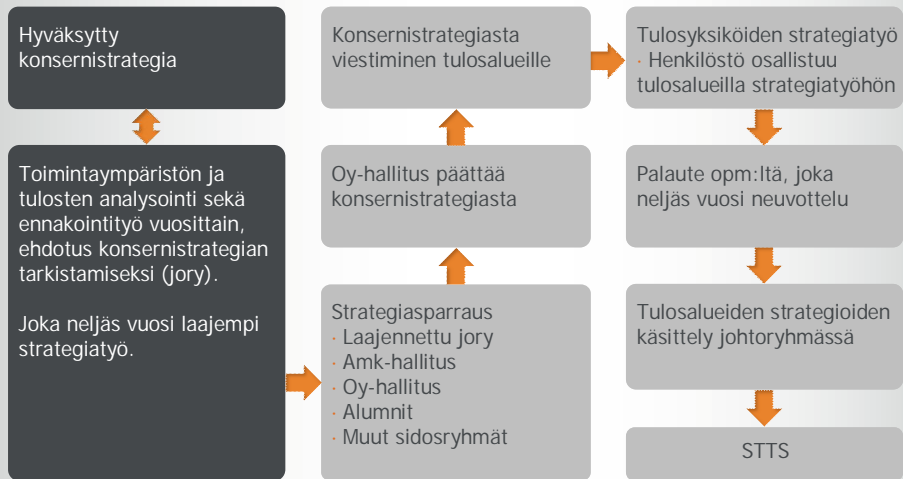 Hyväksytty
konsernistrategia
Toimintaympäristön ja
tulosten analysointi sekä
ennakointityö vuosittain,
ehdotus konsernistrategian
tarkistamiseksi (jory).
Joka neljäs vuosi laajempi
strategiatyö.
Konsernistrategiasta
viestiminen tulosalueille
Oy-hallitus päättää
konsernistrategiasta
Strategiasparraus
· Laajennettu jory
· Amk-hallitus
· Oy-hallitus
· Alumnit
· Muut sidosryhmät
Tulosyksiköiden strategiatyö
· Henkilöstö osallistuu
tulosalueilla strategiatyöhön
Palaute opm:ltä, joka
neljäs vuosi neuvottelu
Tulosalueiden strategioiden
käsittely johtoryhmässä
STTS